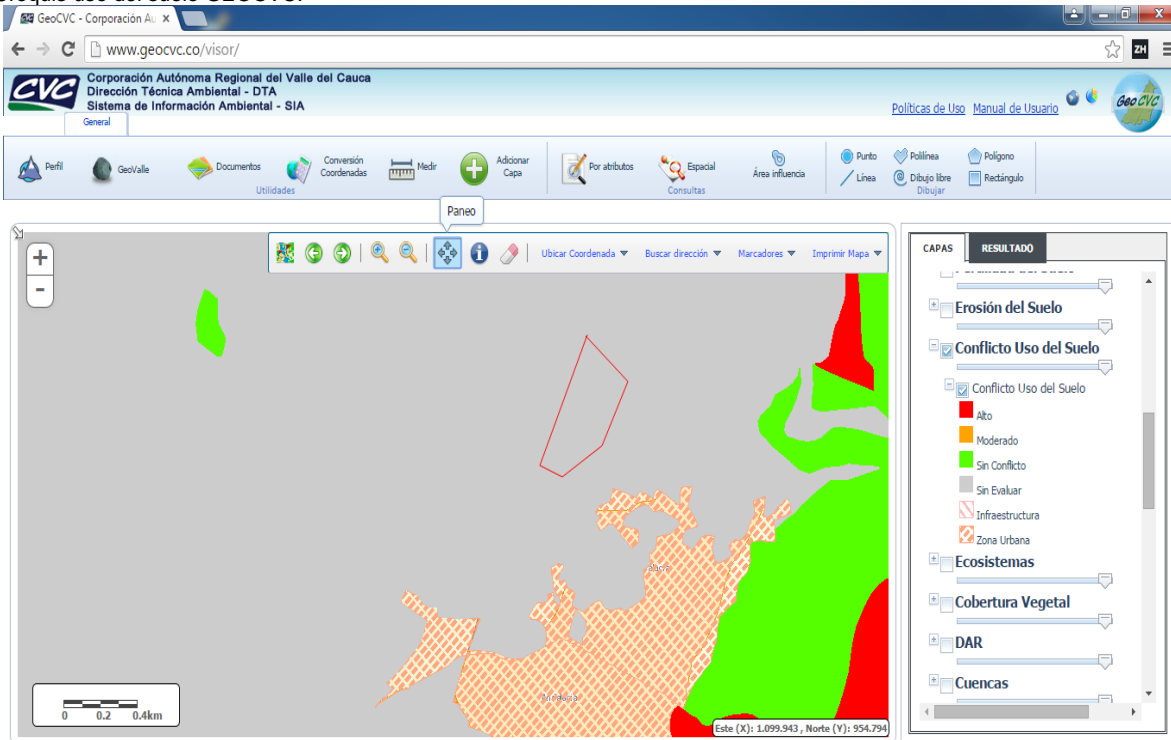 GeoCVC - Corporación Au
www.geocvc.co/visor/
ZH
CVC
Corporación Autónoma Regional del Valle del Cauca
Dirección Técnica Ambiental - DTA
Sistema de Información Ambiental - SIA
Políticas de Uso Manual de Usuario
Geo CVC
General
Perfil
GeoValle
Documentos
Conversión
Coordenadas
Medir
Adicionar
Capa
Utilidades
Por atributos
Espacial
Área influencia
Consultas
Punto
Polilínea
Polígono
Línea
Dibujo libre
Rectángulo
Dibujar
Paneo
+
-
Ubicar Coordenada
Buscar dirección
Marcadores
Imprimir Mapa
CAPAS
RESULTADO
Erosión del Suelo
Conflicto Uso del Suelo
Conflicto Uso del Suelo
Alto
Moderado
Sin Conflicto
Sin Evaluar
Infraestructura
Zona Urbana
Ecosistemas
Cobertura Vegetal
DAR
Cuencas
0 0.2 0.4km
Este (X): 1.099.943 , Norte (Y): 954.794